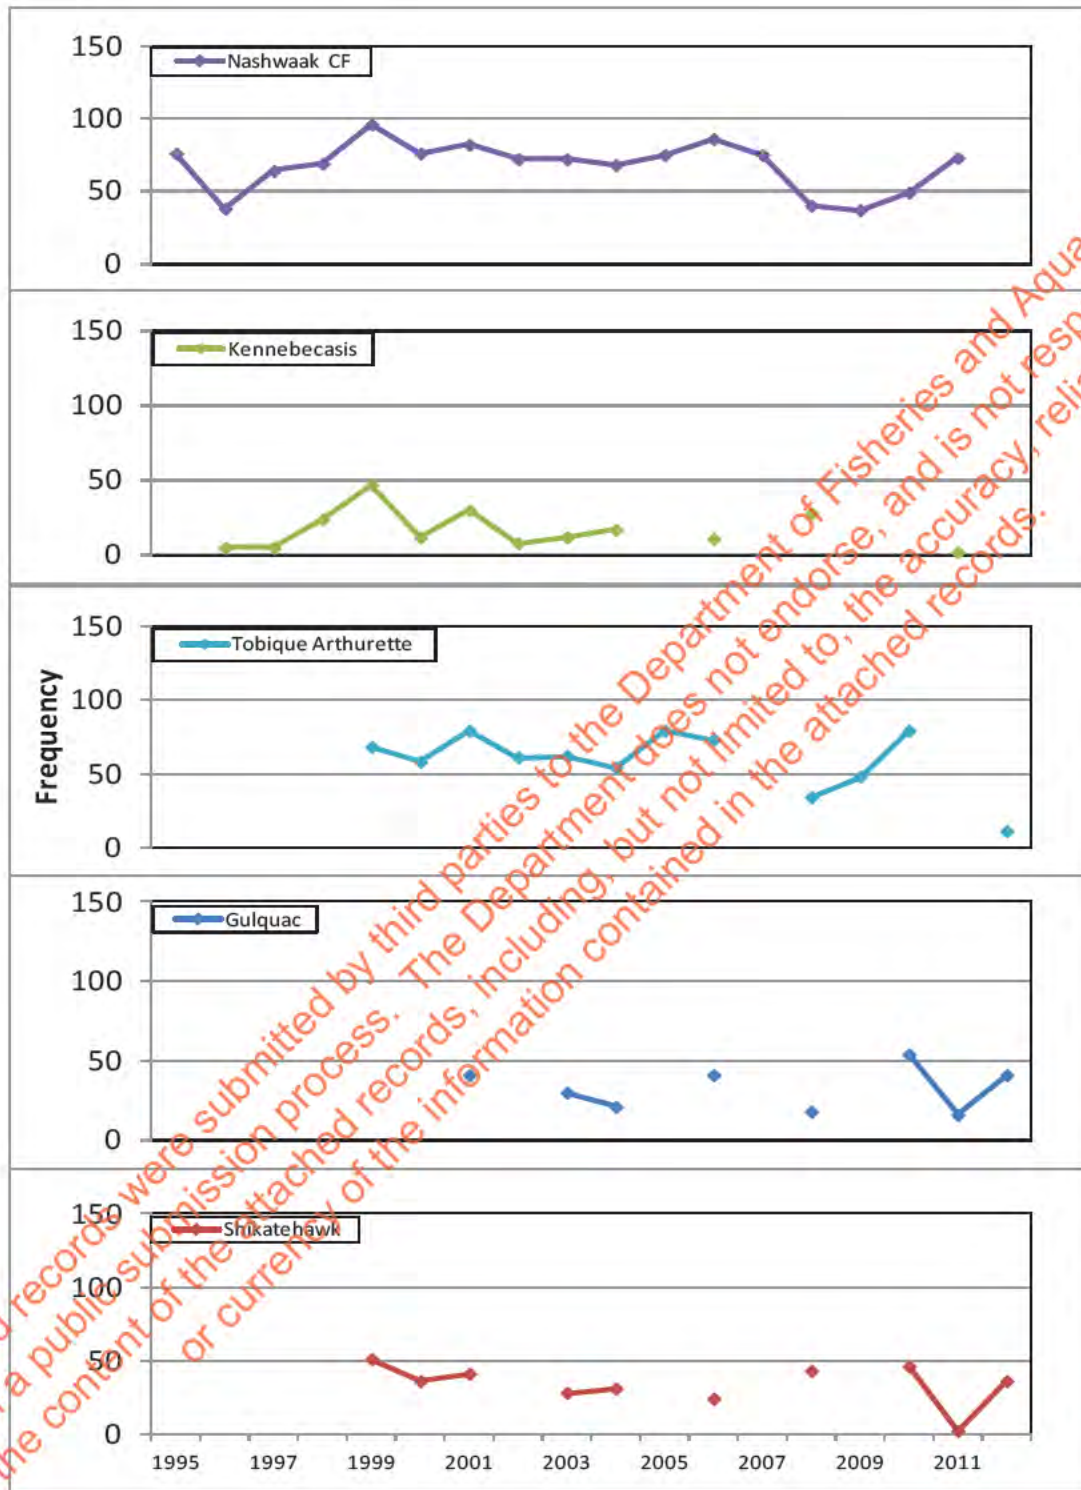 150
Nashwaak CF
100
50
0
150
Kennebecasis
100
50
0
Frequency
150
Tobique Arthurette
100
50
0
150
Gulquac
100
50
0
150
Shikatehawk
100
50
0
1995 1997 1999 2001 2003 2005 2007 2009 2011
records were submitted by third parties to the Department of Fisheries and
a public submission process. The Department does not endorse, and is not
the content of the attached records, including, but not limited to, the accuracy,
or currency of the information contained in the attached records.